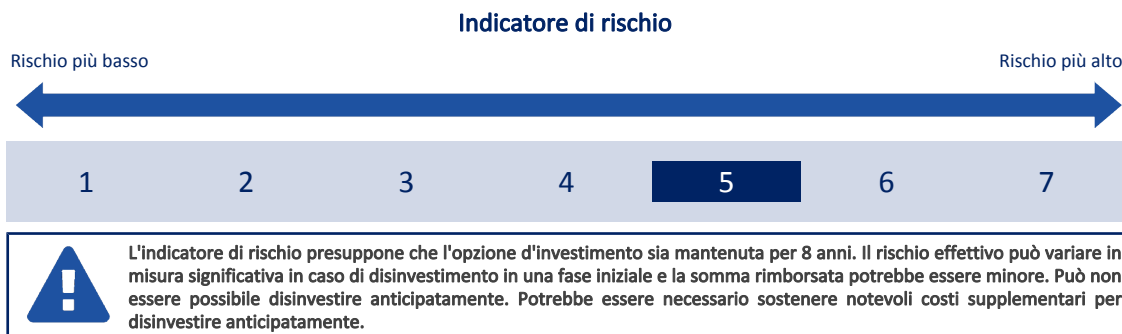 Indicatore di rischio
Rischio più basso Rischio più alto
1 2 3 4 5 6 7
L'indicatore di rischio presuppone che l'opzione d'investimento sia mantenuta per 8 anni. Il rischio effettivo può variare in
misura significativa in caso di disinvestimento in una fase iniziale e la somma rimborsata potrebbe essere minore. Può non
essere possibile disinvestire anticipatamente. Potrebbe essere necessario sostenere notevoli costi supplementari per
disinvestire anticipatamente.